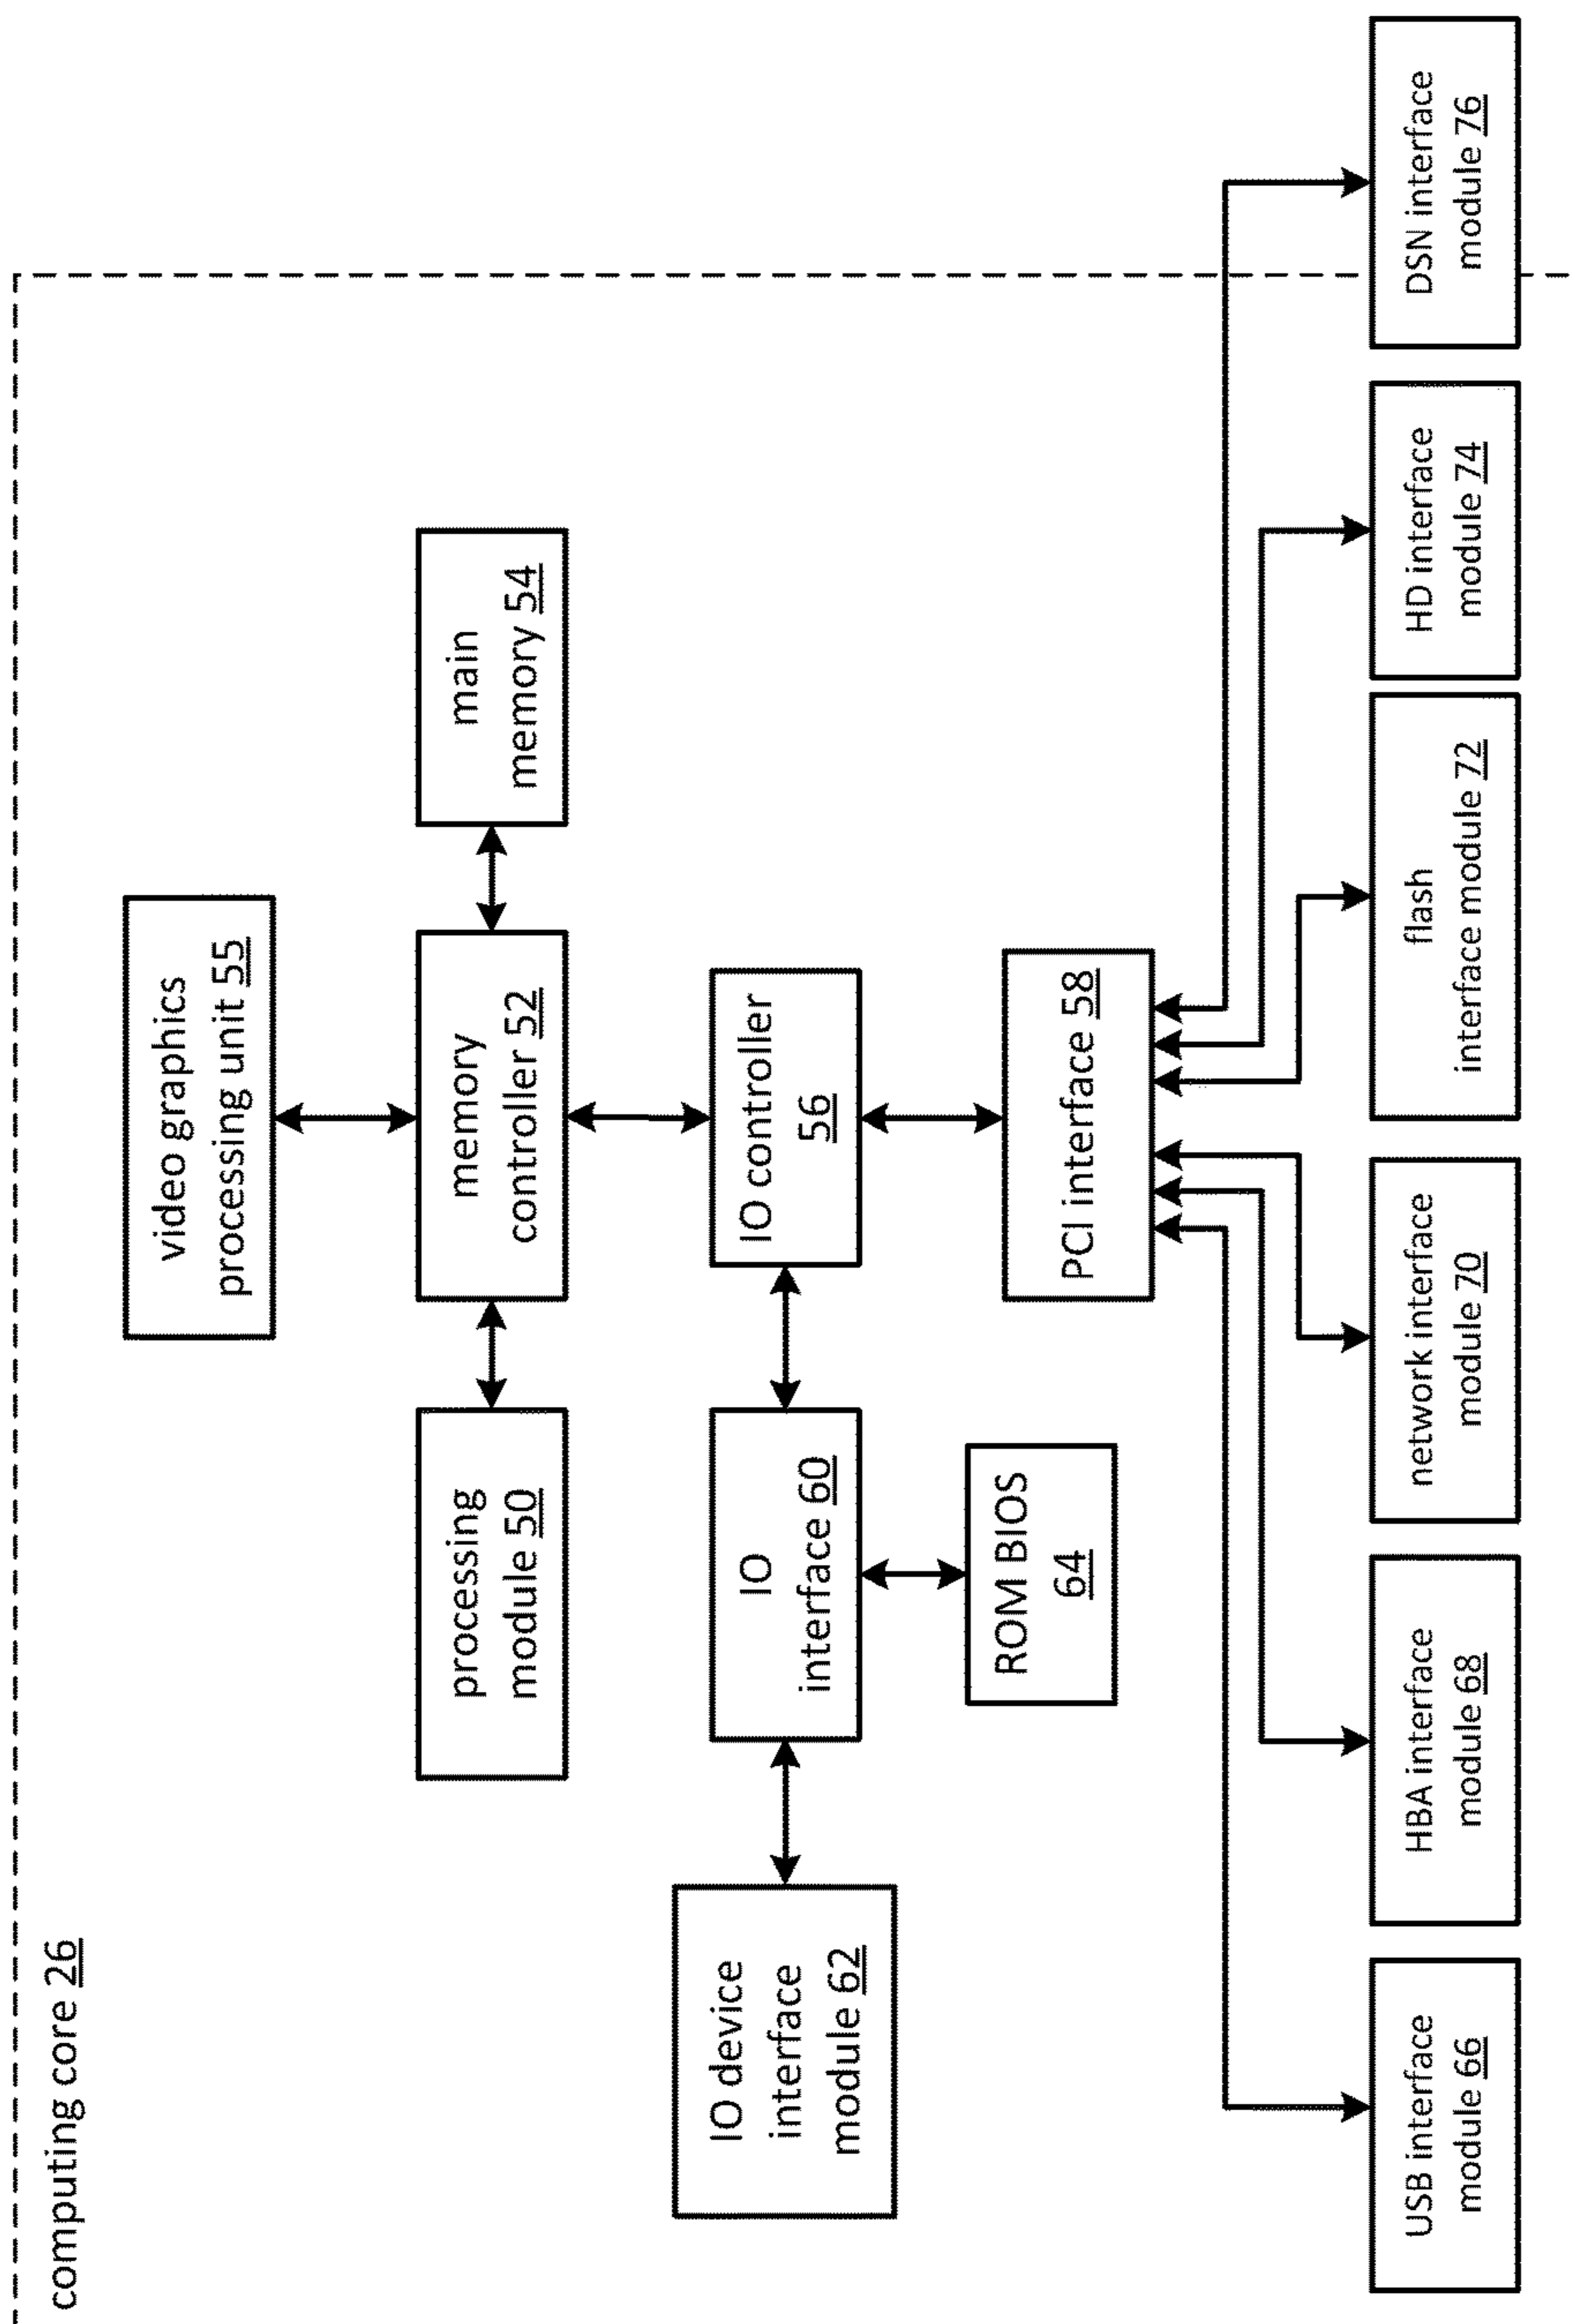 computing core 26
video graphics
processing unit 55
processing
module 50
memory
controller 52
main
memory 54
IO device
interface
module 62
IO
interface 60
IO controller
56
ROM BIOS
64
PCI interface 58
USB interface
module 66
HBA interface
module 68
network interface
module 70
flash
interface module 72
HD interface
module 74
DSN interface
module 76